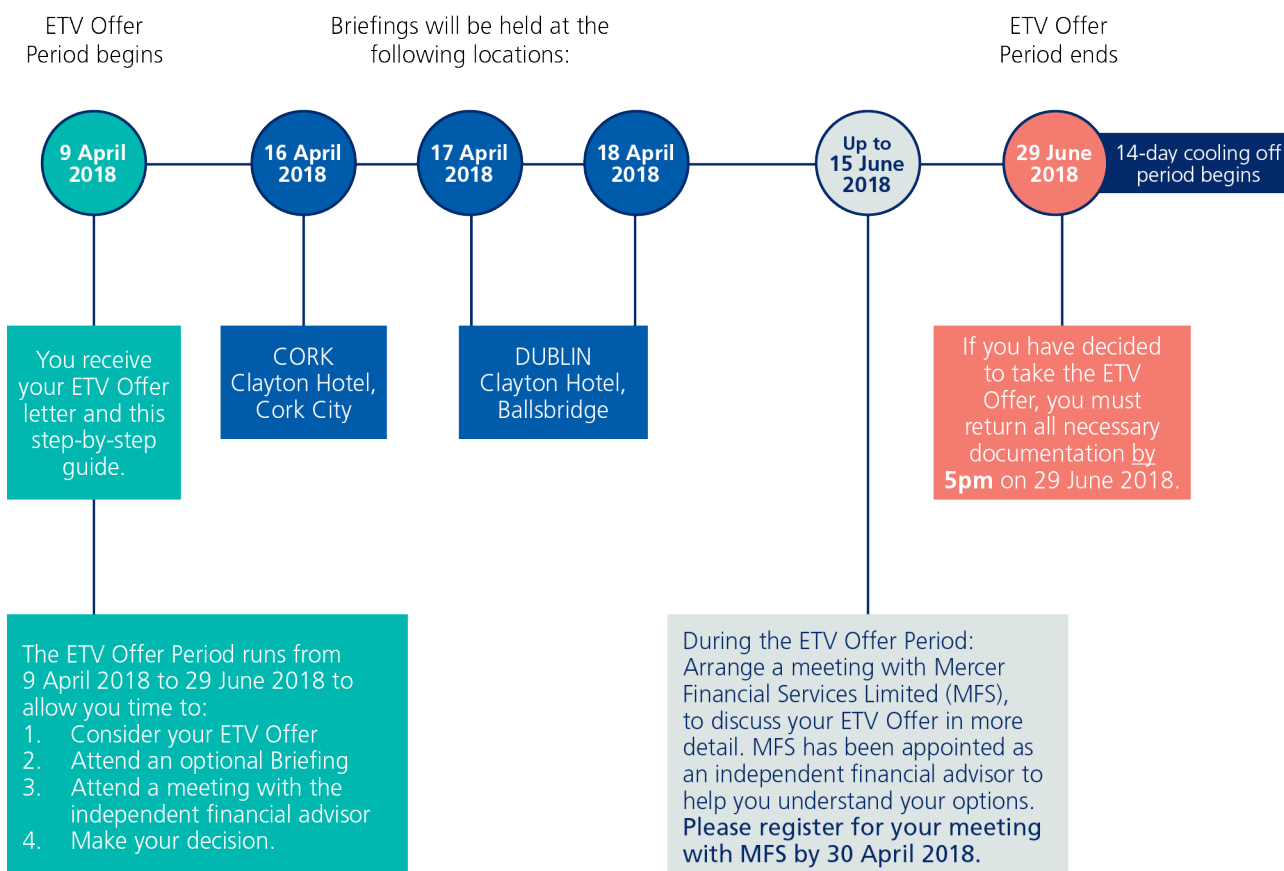 ETV Offer
Period begins
Briefings will be held at the
following locations:
ETV Offer
Period ends
9 April
2018
16 April
2018
17 April
2018
18 April
2018
Up to
15 June
2018
29 June
2018
14-day cooling off
period begins
You receive
your ETV Offer
letter and this
step-by-step
guide.
CORK
Clayton Hotel,
Cork City
DUBLIN
Clayton Hotel,
Ballsbridge
If you have decided
to take the ETV
Offer, you must
return all necessary
documentation by
5pm on 29 June 2018.
The ETV Offer Period runs from
9 April 2018 to 29 June 2018 to
allow you time to:
1. Consider your ETV Offer
2. Attend an optional Briefing
3. Attend a meeting with the
independent financial advisor
4. Make your decision.
During the ETV Offer Period:
Arrange a meeting with Mercer
Financial Services Limited (MFS),
to discuss your ETV Offer in more
detail. MFS has been appointed as
an independent financial advisor to
help you understand your options.
Please register for your meeting
with MFS by 30 April 2018.